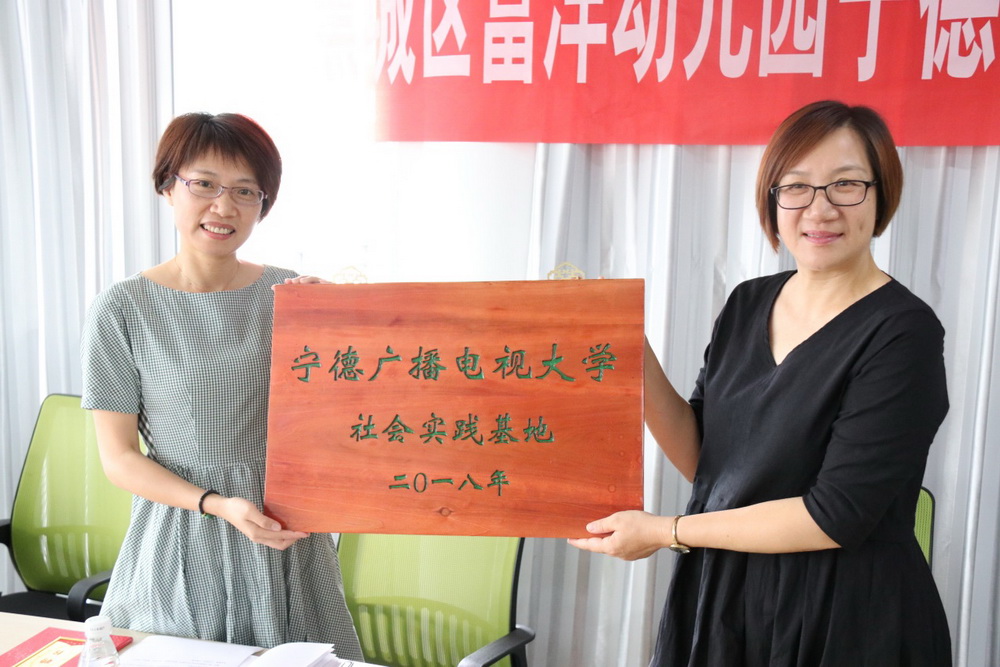 城区富洋幼儿园宁德
宁德广播电视大学
社会实践基地
二〇一八年